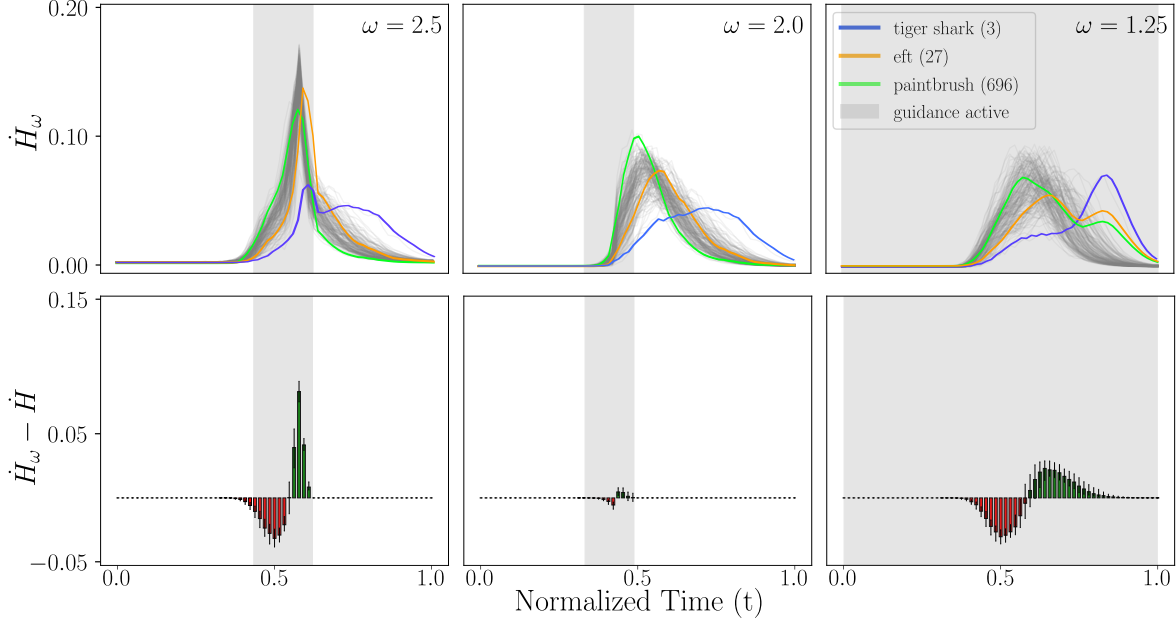 0.20
0.10
0.00
Ḣ_ω
ω = 2.5
ω = 2.0
ω = 1.25
tiger shark (3)
eft (27)
paintbrush (696)
guidance active
0.15
0.05
−0.05
Ḣ_ω − Ḣ
0.0 0.5 1.0
0.0 0.5 1.0
0.0 0.5 1.0
Normalized Time (t)